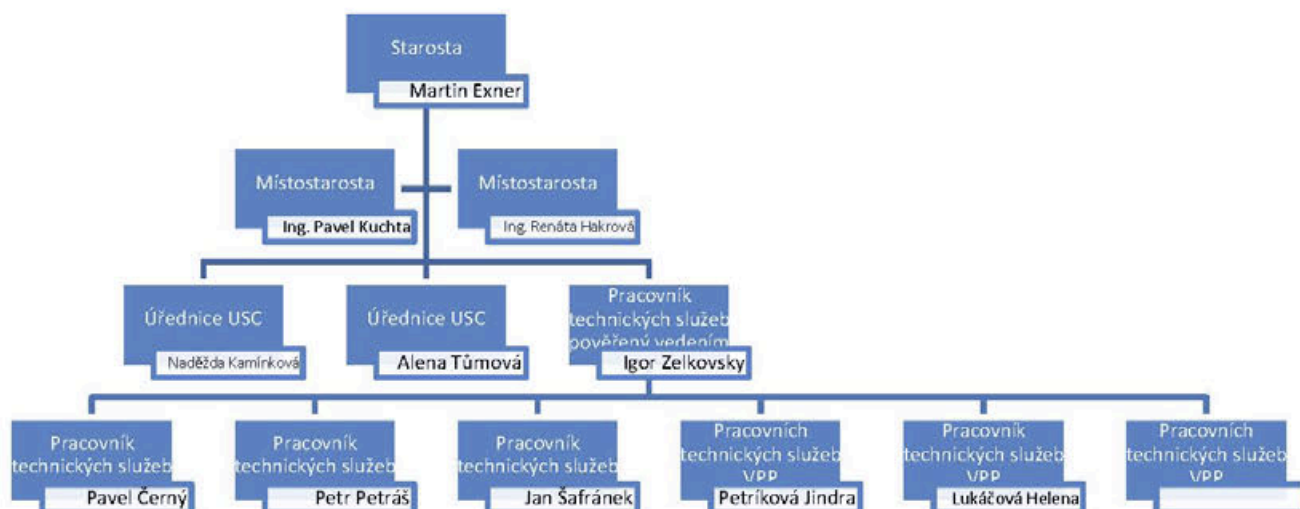 Starosta
Martin Exner
Místostarosta
Ing. Pavel Kuchta
Místostarosta
Ing. Renáta Hakrová
Úřednice USC
Naděžda Kamínková
Úřednice USC
Alena Tůmová
Pracovník
technických služeb
pověřený vedením
Igor Zelkovsky
Pracovník
technických služeb
Pavel Černý
Pracovník
technických služeb
Petr Petráš
Pracovník
technických služeb
Jan Šafránek
Pracovních
technických služeb
VPP
Petríková Jindra
Pracovník
technických služeb
VPP
Lukáčová Helena
Pracovních
technických služeb
VPP